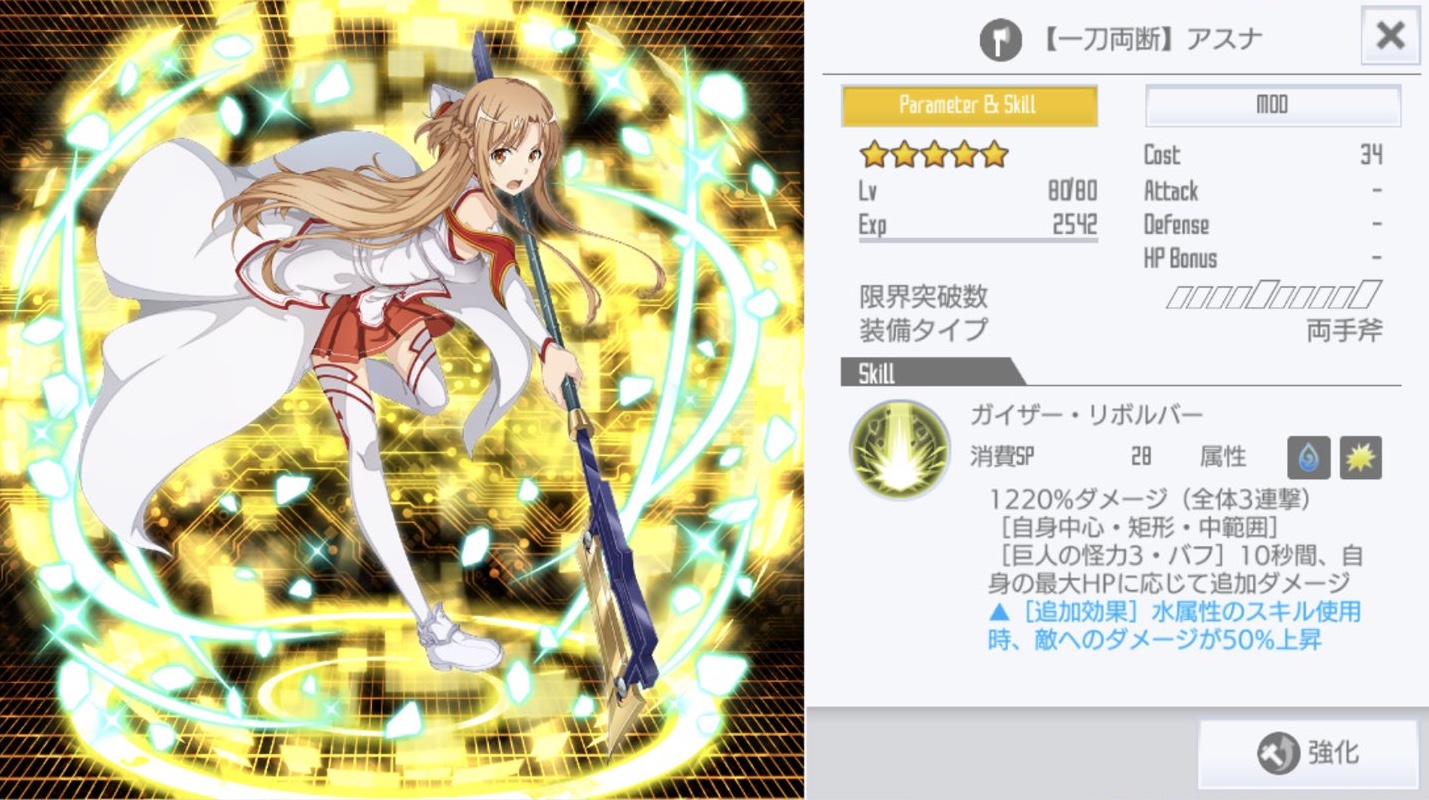 【一刀両断】アスナ
Parameter & Skill
MOD
Cost 34
Lv 80/80
Attack -
Exp 2542
Defense -
HP Bonus -
限界突破数
装備タイプ 両手斧
Skill
ガイザー・リボルバー
消費SP 28 属性
1220%ダメージ（全体3連撃）
［自身中心・矩形・中範囲］
［巨人の怪力3・バフ］10秒間、自
身の最大HPに応じて追加ダメージ
▲［追加効果］水属性のスキル使用
時、敵へのダメージが50%上昇
強化